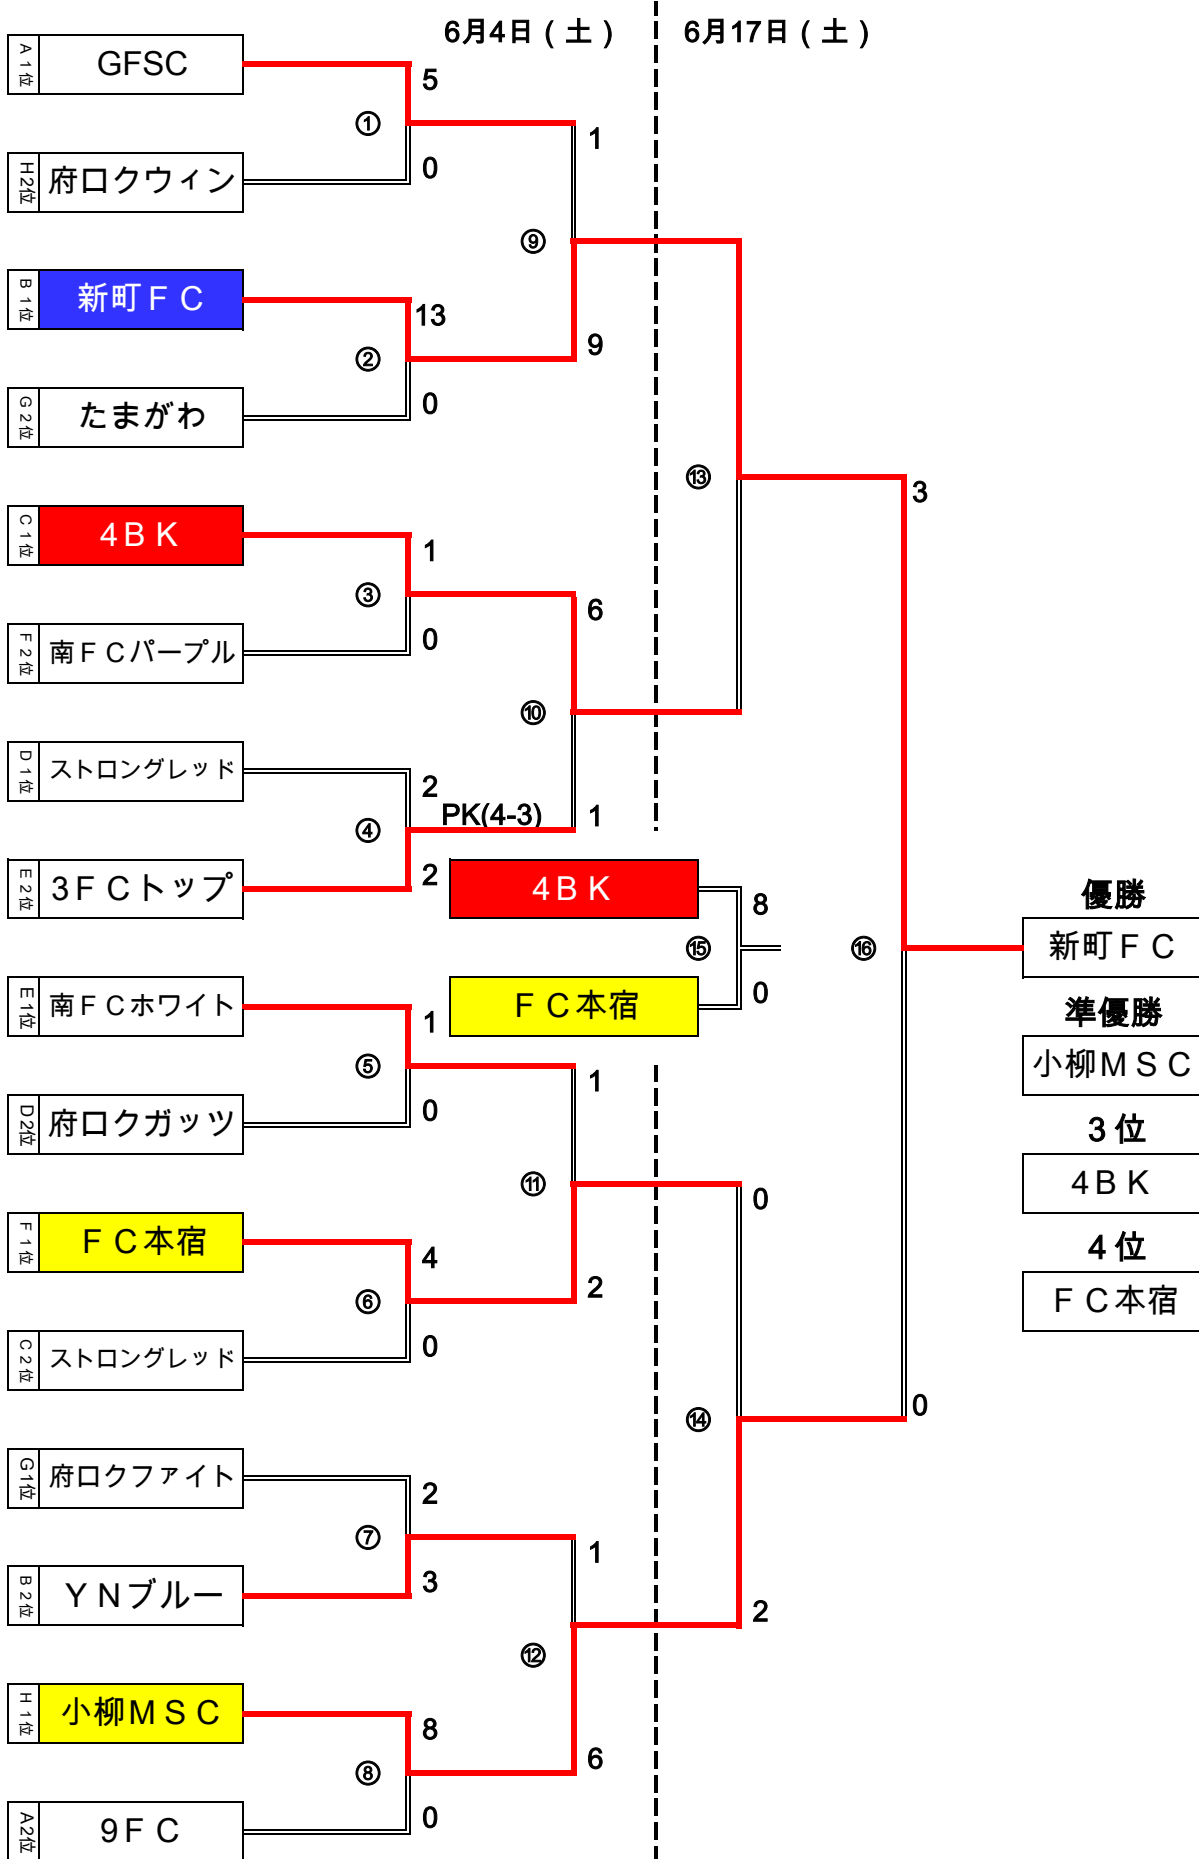 6月4日（土） 6月17日（土）
A1位 GFSC
5
① 1
H2位 府ロクウィン
0
⑨
B1位 新町ＦＣ
13
② 9
G2位 たまがわ
0
⑬ 3
C1位 4ＢＫ
1
③ 6
F2位 南ＦＣパープル
0
⑩
D1位 ストロングレッド
2
④ PK(4-3) 1
E2位 3ＦＣトップ
2 4ＢＫ 8
優勝
⑮ ⑯ 新町ＦＣ
E1位 南ＦＣホワイト
1 ＦＣ本宿 0
準優勝
⑤ 1 小柳ＭＳＣ
D2位 府ロクガッツ
0
3位
⑪ 0 4ＢＫ
F1位 ＦＣ本宿
4
4位
⑥ 2 ＦＣ本宿
C2位 ストロングレッド
0
⑭ 0
G1位 府ロクファイト
2
⑦ 1
B2位 ＹＮブルー
3 2
⑫
H1位 小柳ＭＳＣ
8
⑧ 6
A2位 9ＦＣ
0